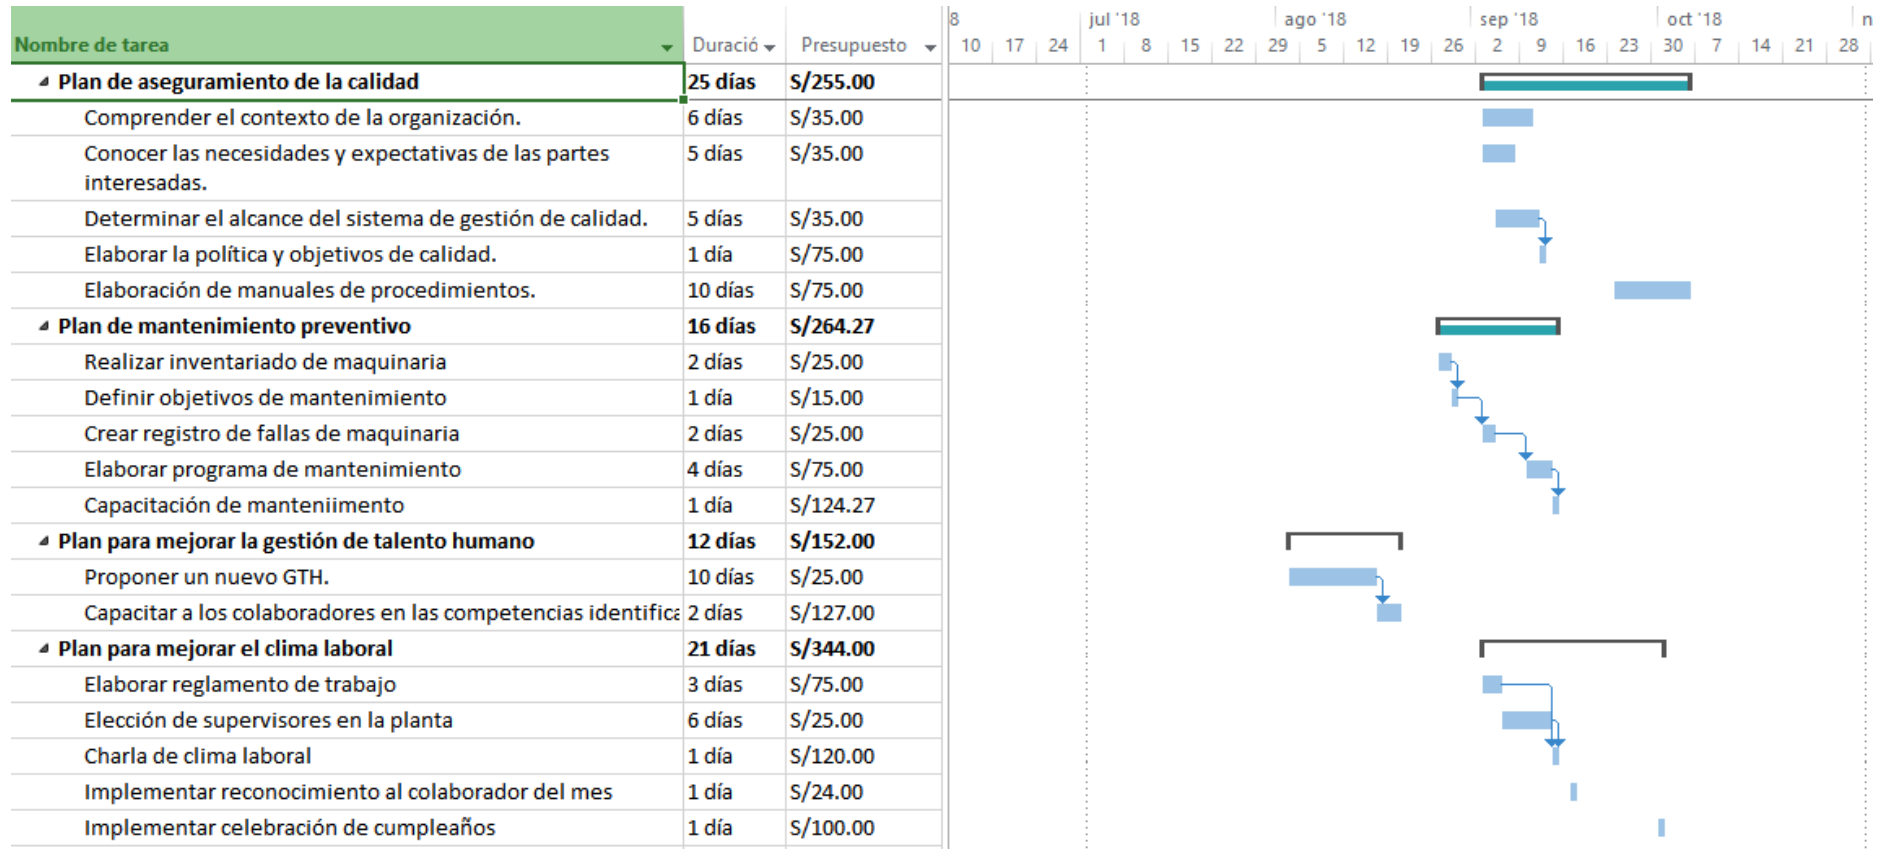 8 jul '18 ago '18 sep '18 oct '18 n
Nombre de tarea Duració Presupuesto 10 17 24 1 8 15 22 29 5 12 19 26 2 9 16 23 30 7 14 21 28
Plan de aseguramiento de la calidad 25 días S/255.00
Comprender el contexto de la organización. 6 días S/35.00
Conocer las necesidades y expectativas de las partes 5 días S/35.00
interesadas.
Determinar el alcance del sistema de gestión de calidad. 5 días S/35.00
Elaborar la política y objetivos de calidad. 1 día S/75.00
Elaboración de manuales de procedimientos. 10 días S/75.00
Plan de mantenimiento preventivo 16 días S/264.27
Realizar inventariado de maquinaria 2 días S/25.00
Definir objetivos de mantenimiento 1 día S/15.00
Crear registro de fallas de maquinaria 2 días S/25.00
Elaborar programa de mantenimiento 4 días S/75.00
Capacitación de manteniimento 1 día S/124.27
Plan para mejorar la gestión de talento humano 12 días S/152.00
Proponer un nuevo GTH. 10 días S/25.00
Capacitar a los colaboradores en las competencias identifica 2 días S/127.00
Plan para mejorar el clima laboral 21 días S/344.00
Elaborar reglamento de trabajo 3 días S/75.00
Elección de supervisores en la planta 6 días S/25.00
Charla de clima laboral 1 día S/120.00
Implementar reconocimiento al colaborador del mes 1 día S/24.00
Implementar celebración de cumpleaños 1 día S/100.00